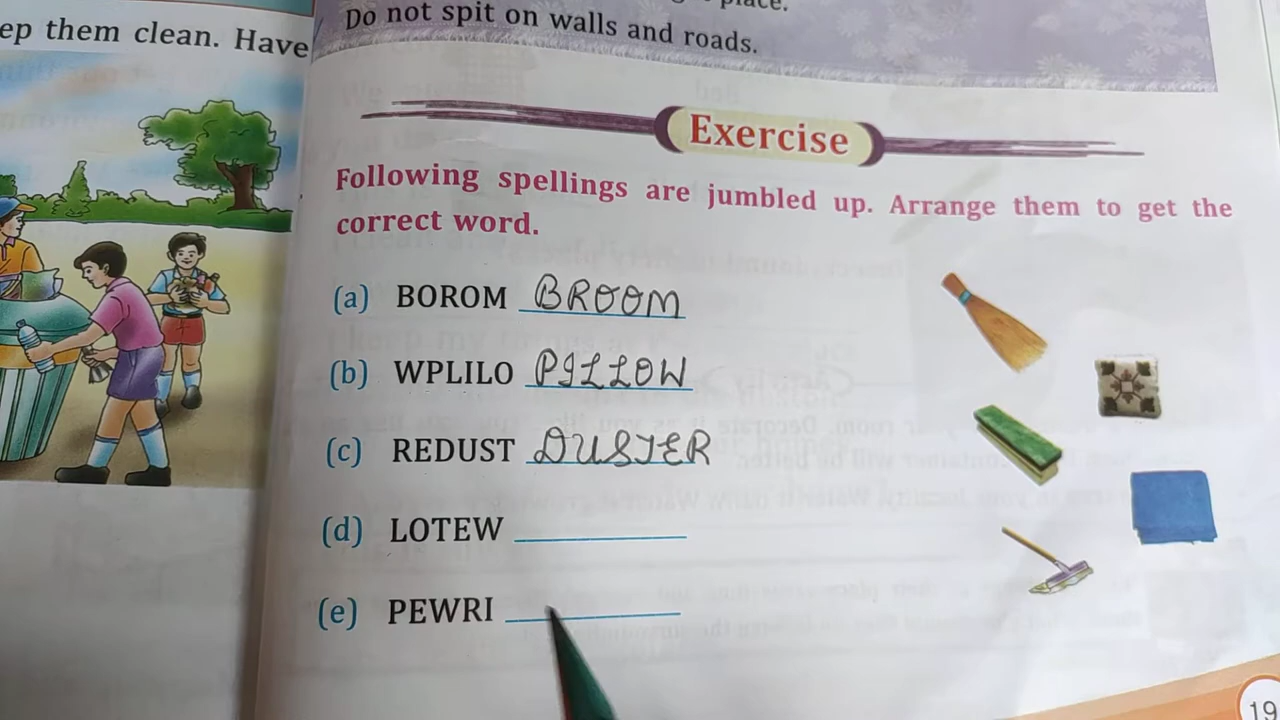 ep them clean. Have
place.
Do not spit on walls and roads.
Exercise
Following spellings are jumbled up. Arrange them to get the
correct word.
(a) BOROM BROOM
(b) WPLILO PILLOW
(c) REDUST DUSTER
(d) LOTEW
(e) PEWRI
19